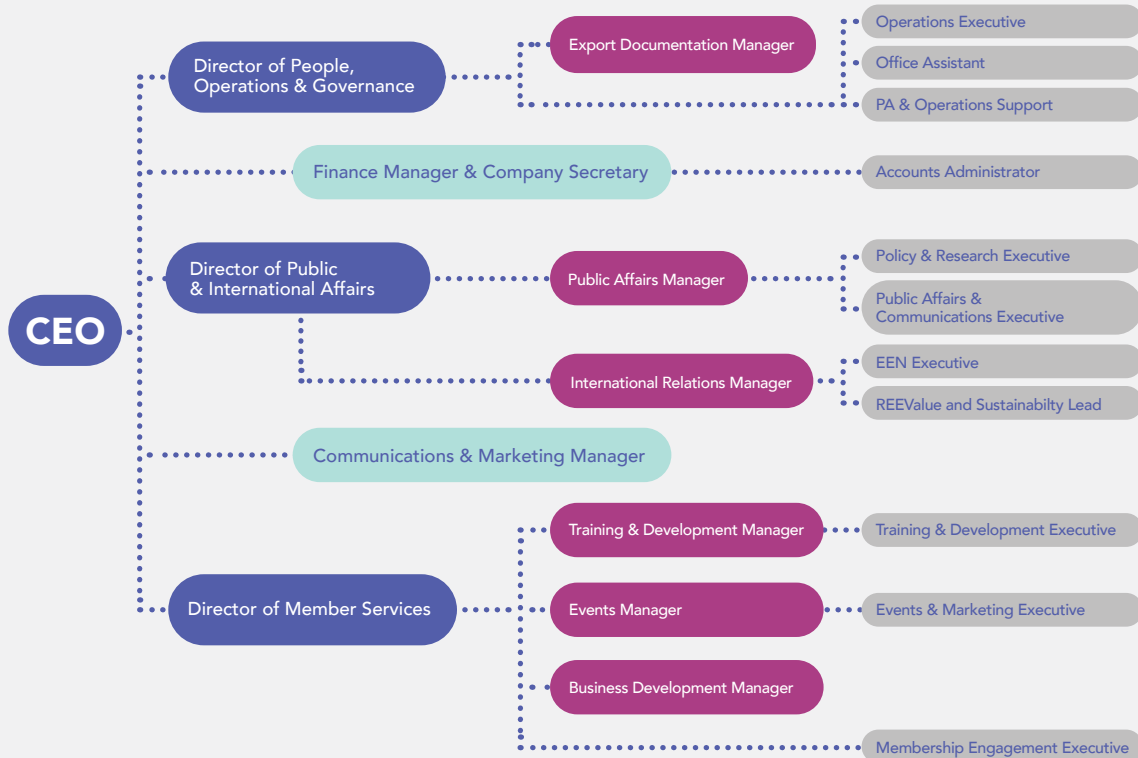 CEO
Director of People,
Operations & Governance
Export Documentation Manager
Operations Executive
Office Assistant
PA & Operations Support
Finance Manager & Company Secretary
Accounts Administrator
Director of Public
& International Affairs
Public Affairs Manager
Policy & Research Executive
Public Affairs &
Communications Executive
International Relations Manager
EEN Executive
REEValue and Sustainabilty Lead
Communications & Marketing Manager
Director of Member Services
Training & Development Manager
Training & Development Executive
Events Manager
Events & Marketing Executive
Business Development Manager
Membership Engagement Executive